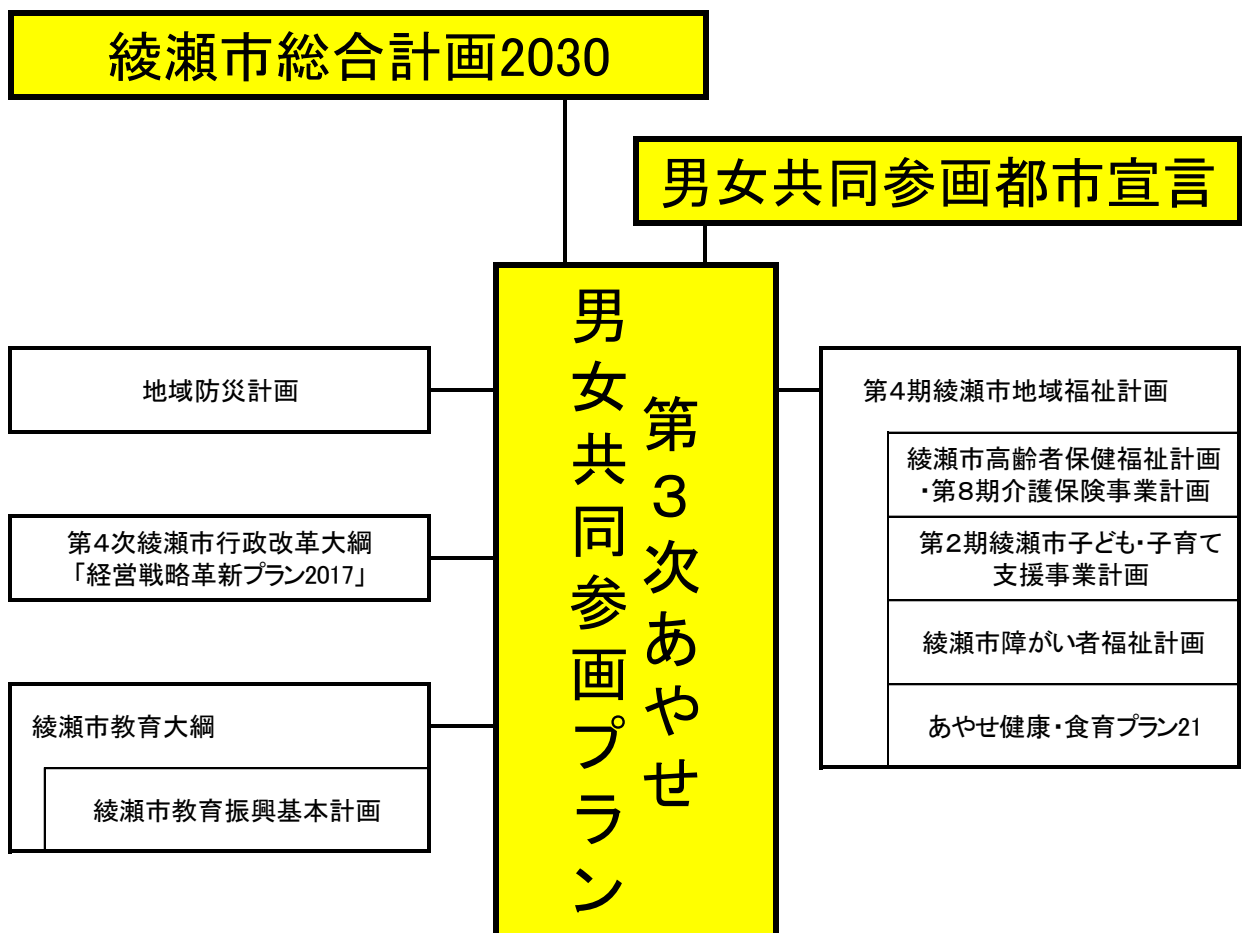 綾瀬市総合計画2030
男女共同参画都市宣言
第３次あやせ
男女共同参画プラン
地域防災計画
第４次綾瀬市行政改革大綱
「経営戦略革新プラン2017」
綾瀬市教育大綱
綾瀬市教育振興基本計画
第４期綾瀬市地域福祉計画
綾瀬市高齢者保健福祉計画
・第８期介護保険事業計画
第２期綾瀬市子ども・子育て
支援事業計画
綾瀬市障がい者福祉計画
あやせ健康・食育プラン21